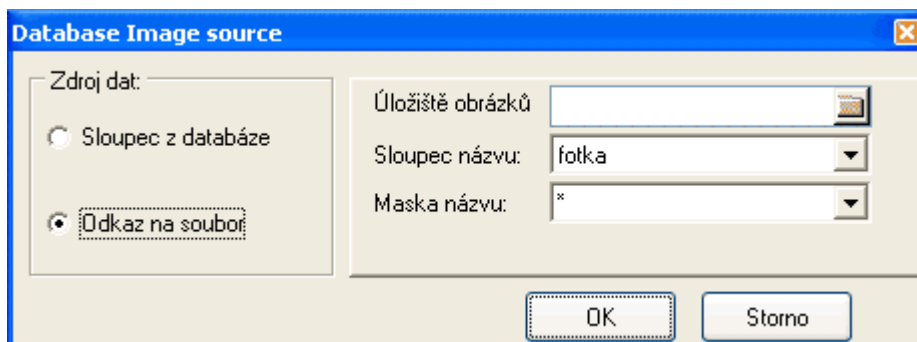 Database Image source
Zdroj dat:
Sloupec z databáze
Odkaz na soubor
Úložiště obrázků
Sloupec názvu: fotka
Maska názvu: *
OK Storno